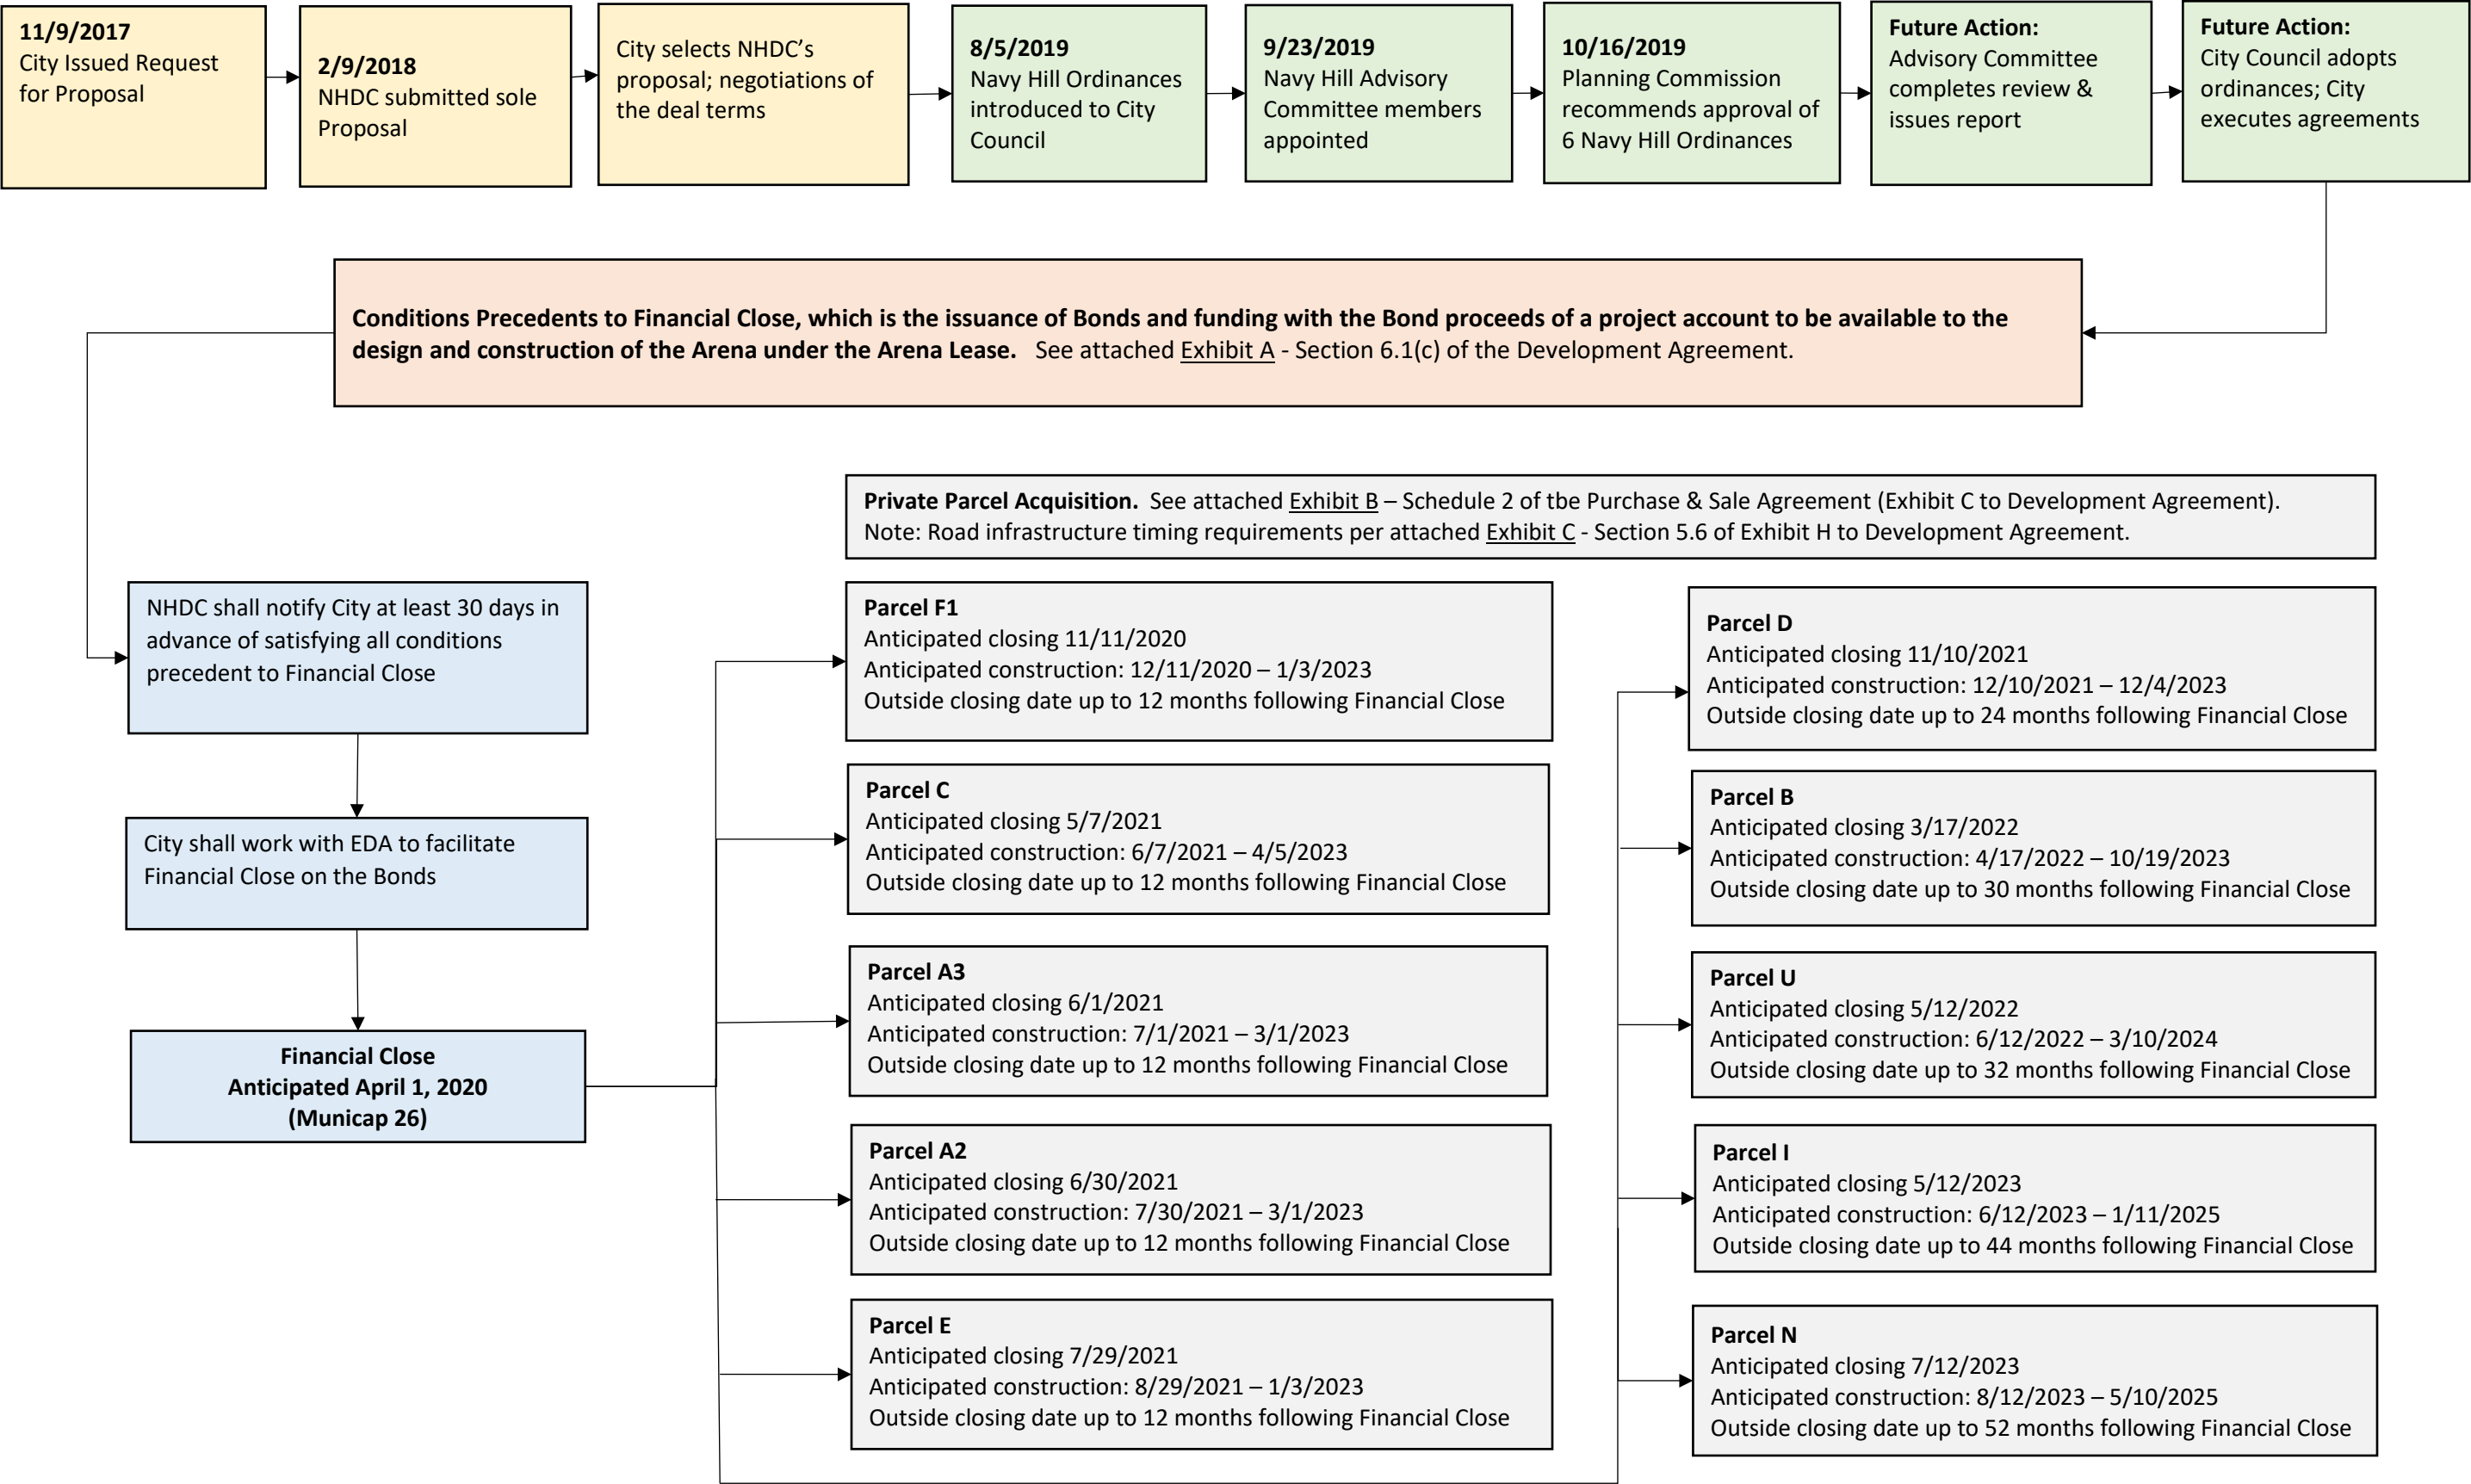 11/9/2017
City Issued Request
for Proposal
2/9/2018
NHDC submitted sole
Proposal
City selects NHDC’s
proposal; negotiations of
the deal terms
8/5/2019
Navy Hill Ordinances
introduced to City
Council
9/23/2019
Navy Hill Advisory
Committee members
appointed
10/16/2019
Planning Commission
recommends approval of
6 Navy Hill Ordinances
Future Action:
Advisory Committee
completes review &
issues report
Future Action:
City Council adopts
ordinances; City
executes agreements
Conditions Precedents to Financial Close, which is the issuance of Bonds and funding with the Bond proceeds of a project account to be available to the
design and construction of the Arena under the Arena Lease. See attached Exhibit A - Section 6.1(c) of the Development Agreement.
Private Parcel Acquisition. See attached Exhibit B – Schedule 2 of tbe Purchase & Sale Agreement (Exhibit C to Development Agreement).
Note: Road infrastructure timing requirements per attached Exhibit C - Section 5.6 of Exhibit H to Development Agreement.
NHDC shall notify City at least 30 days in
advance of satisfying all conditions
precedent to Financial Close
City shall work with EDA to facilitate
Financial Close on the Bonds
Financial Close
Anticipated April 1, 2020
(Municap 26)
Parcel F1
Anticipated closing 11/11/2020
Anticipated construction: 12/11/2020 – 1/3/2023
Outside closing date up to 12 months following Financial Close
Parcel C
Anticipated closing 5/7/2021
Anticipated construction: 6/7/2021 – 4/5/2023
Outside closing date up to 12 months following Financial Close
Parcel A3
Anticipated closing 6/1/2021
Anticipated construction: 7/1/2021 – 3/1/2023
Outside closing date up to 12 months following Financial Close
Parcel A2
Anticipated closing 6/30/2021
Anticipated construction: 7/30/2021 – 3/1/2023
Outside closing date up to 12 months following Financial Close
Parcel E
Anticipated closing 7/29/2021
Anticipated construction: 8/29/2021 – 1/3/2023
Outside closing date up to 12 months following Financial Close
Parcel D
Anticipated closing 11/10/2021
Anticipated construction: 12/10/2021 – 12/4/2023
Outside closing date up to 24 months following Financial Close
Parcel B
Anticipated closing 3/17/2022
Anticipated construction: 4/17/2022 – 10/19/2023
Outside closing date up to 30 months following Financial Close
Parcel U
Anticipated closing 5/12/2022
Anticipated construction: 6/12/2022 – 3/10/2024
Outside closing date up to 32 months following Financial Close
Parcel I
Anticipated closing 5/12/2023
Anticipated construction: 6/12/2023 – 1/11/2025
Outside closing date up to 44 months following Financial Close
Parcel N
Anticipated closing 7/12/2023
Anticipated construction: 8/12/2023 – 5/10/2025
Outside closing date up to 52 months following Financial Close